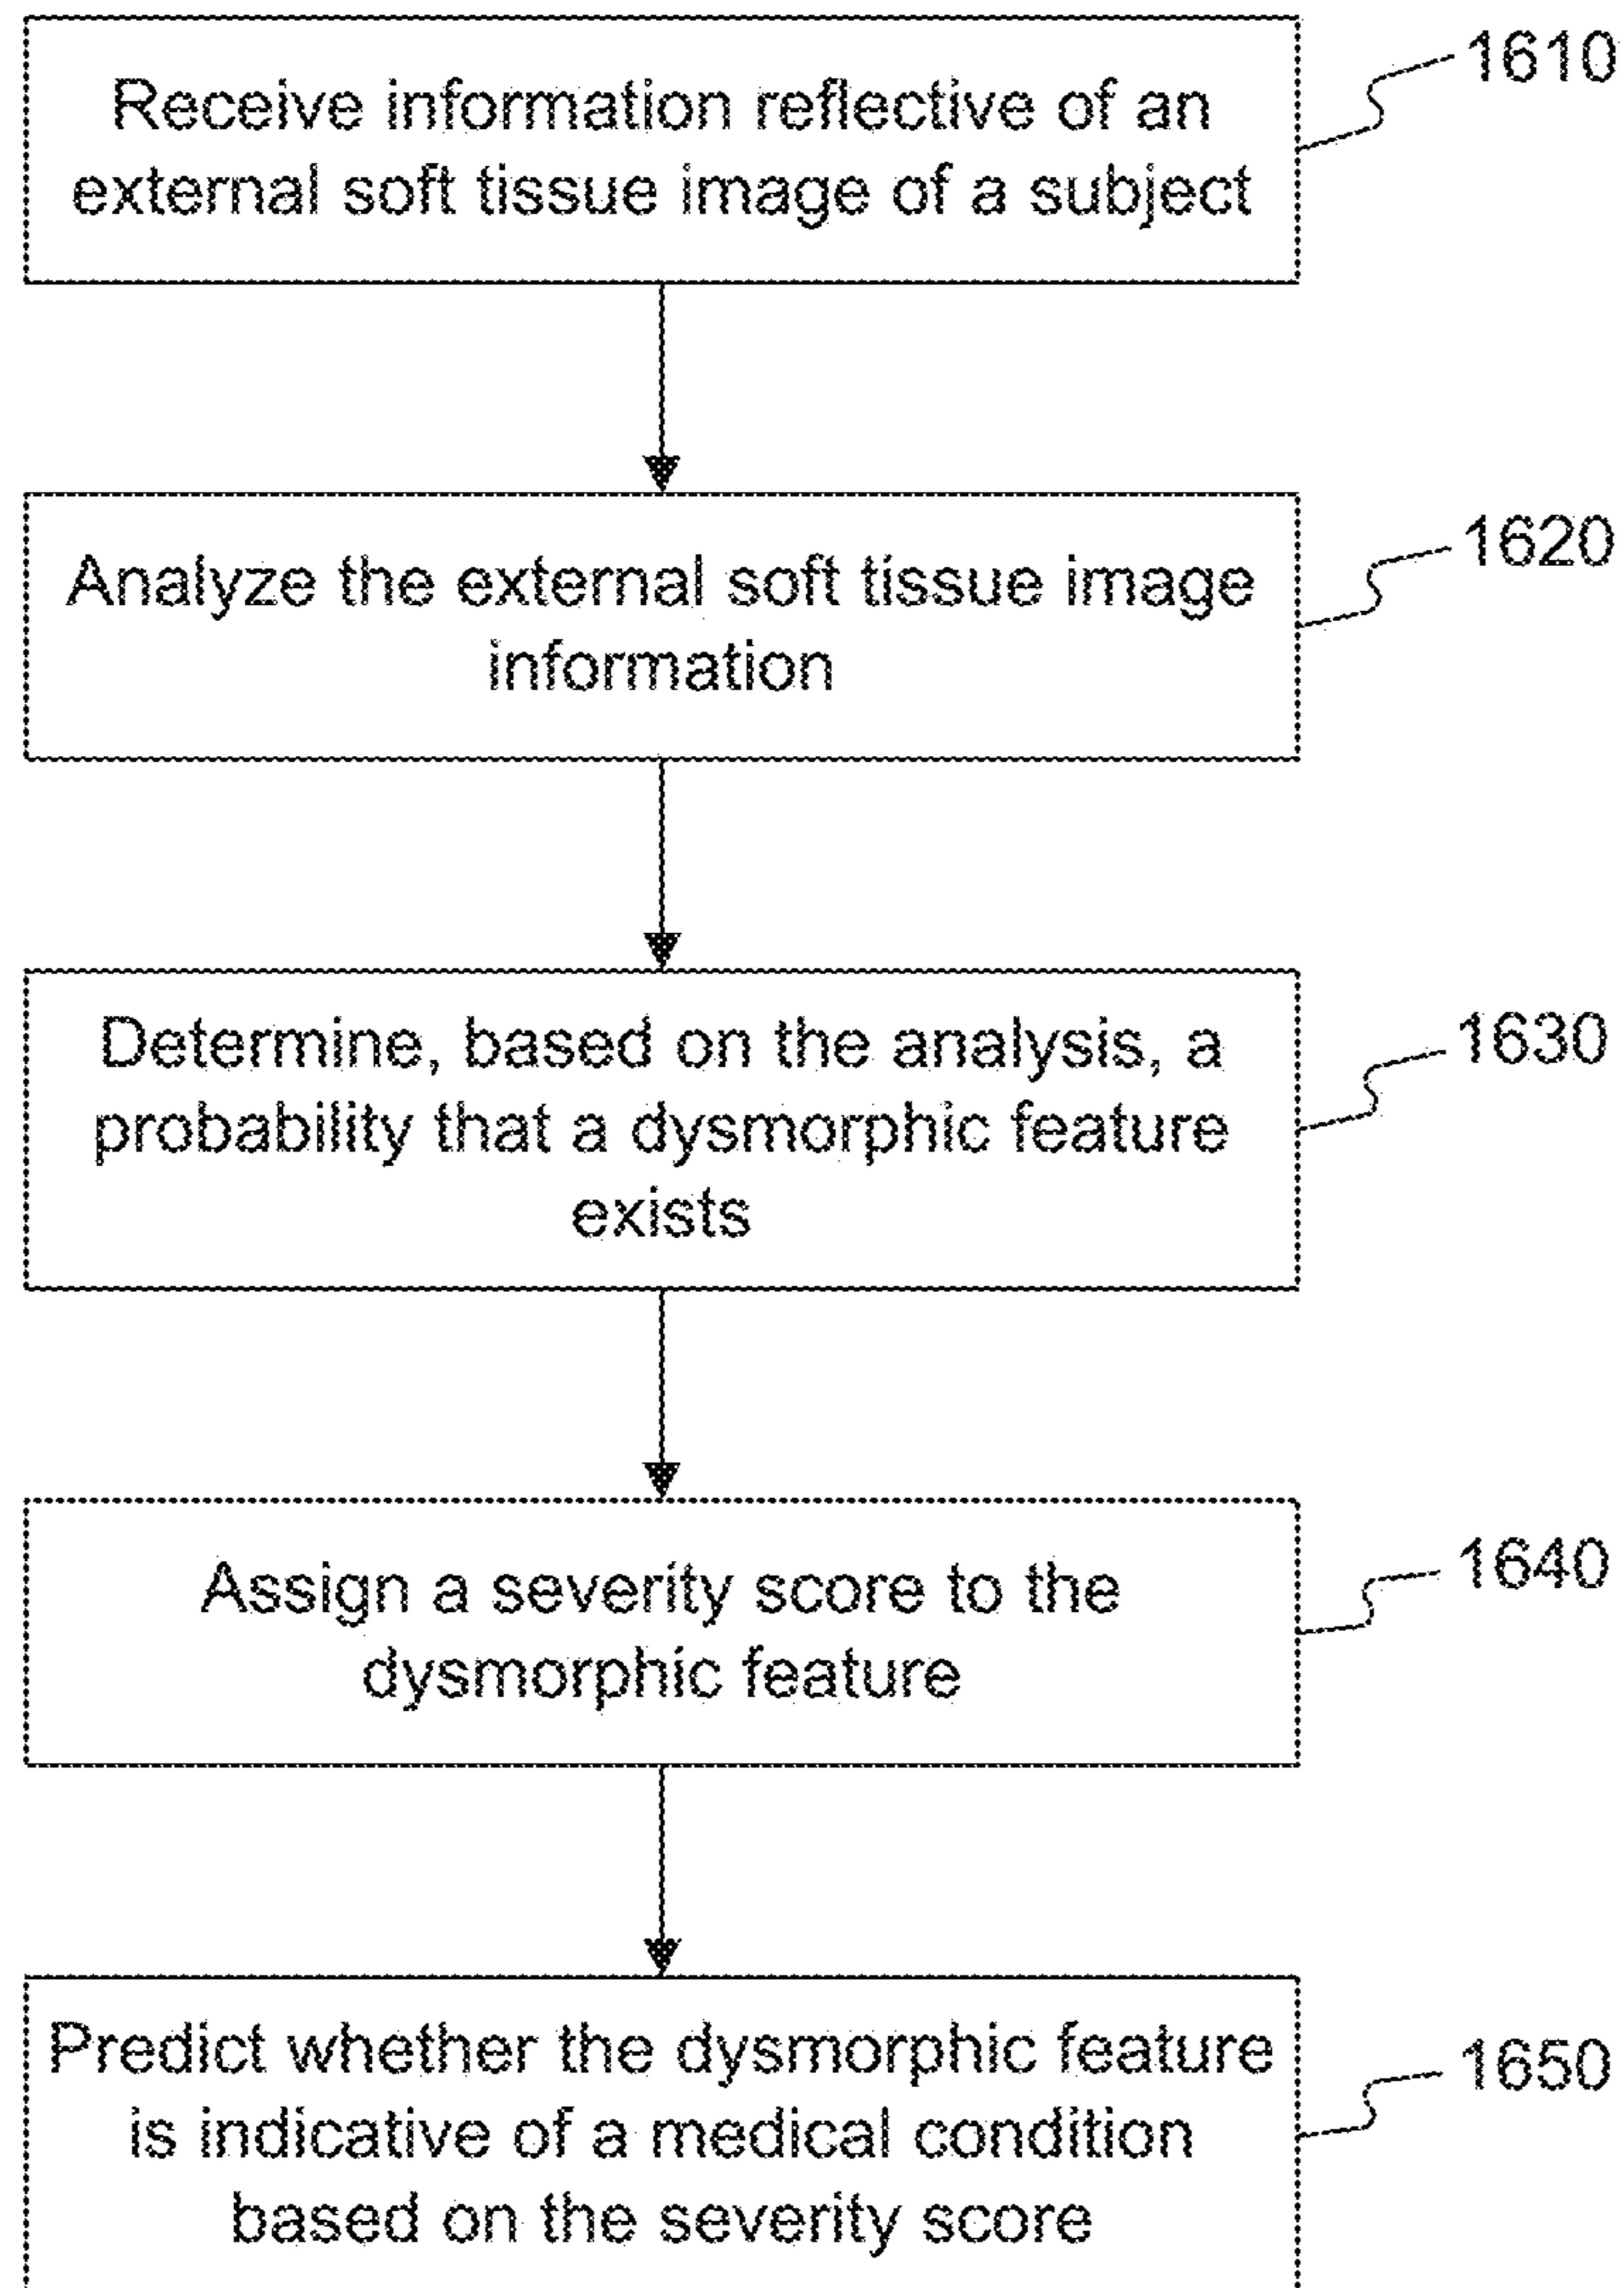 Receive information reflective of an
external soft tissue image of a subject
1610
Analyze the external soft tissue image
information
1620
Determine, based on the analysis, a
probability that a dysmorphic feature
exists
1630
Assign a severity score to the
dysmorphic feature
1640
Predict whether the dysmorphic feature
is indicative of a medical condition
based on the severity score
1650